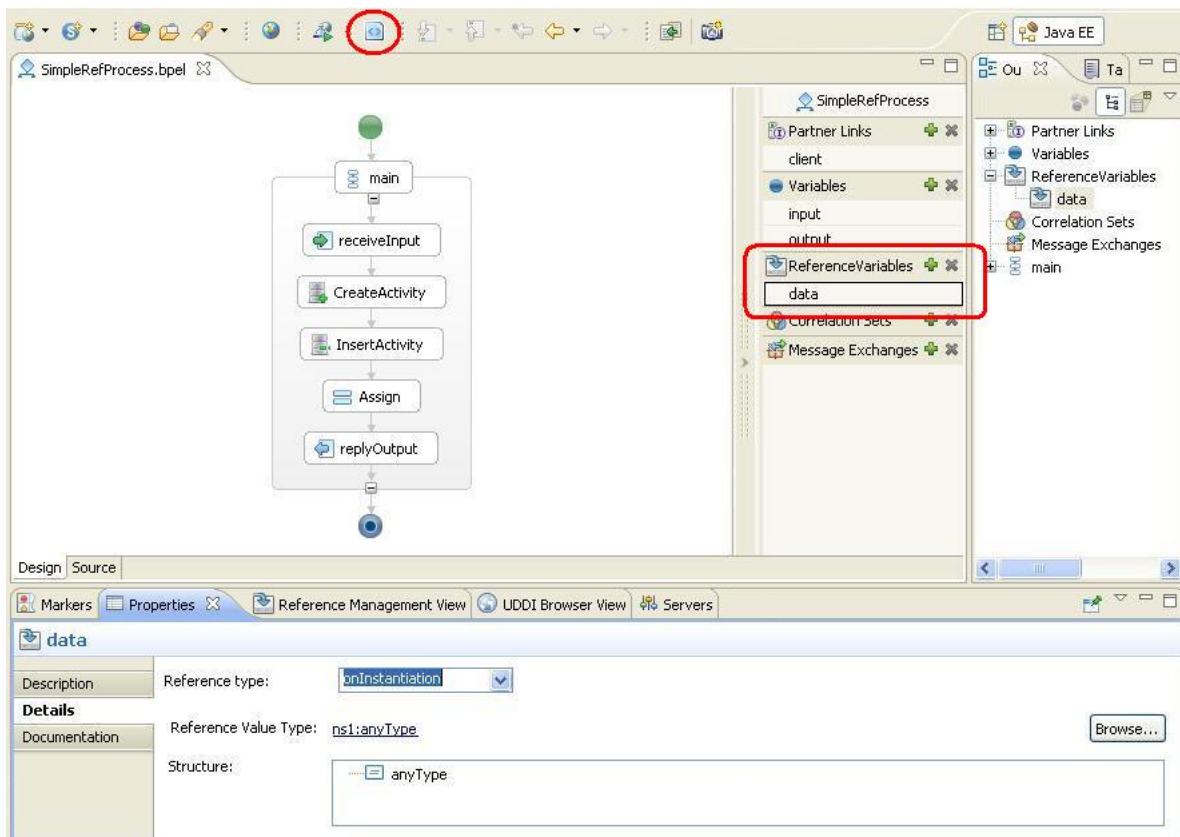 Java EE
SimpleRefProcess.bpel
Ou
Ta
SimpleRefProcess
Partner Links
client
Variables
input
output
ReferenceVariables
data
Correlation Sets
Message Exchanges
main
receiveInput
CreateActivity
InsertActivity
Assign
replyOutput
Partner Links
Variables
ReferenceVariables
data
Correlation Sets
Message Exchanges
main
Design Source
Markers Properties Reference Management View UDDI Browser View Servers
data
Description
Details
Documentation
Reference type: onInstantiation
Reference Value Type: ns1:anyType Browse...
Structure:
anyType